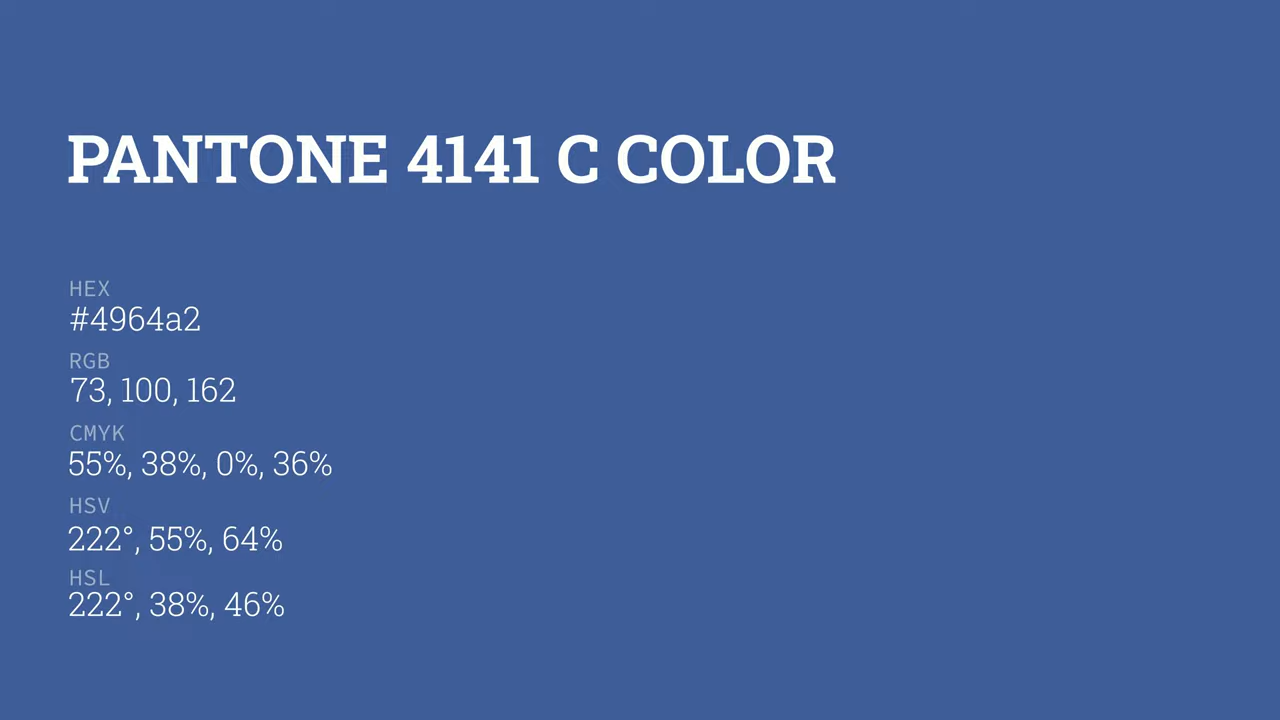 PANTONE 4141 C COLOR
HEX
#4964a2
RGB
73, 100, 162
CMYK
55%, 38%, 0%, 36%
HSV
222°, 55%, 64%
HSL
222°, 38%, 46%